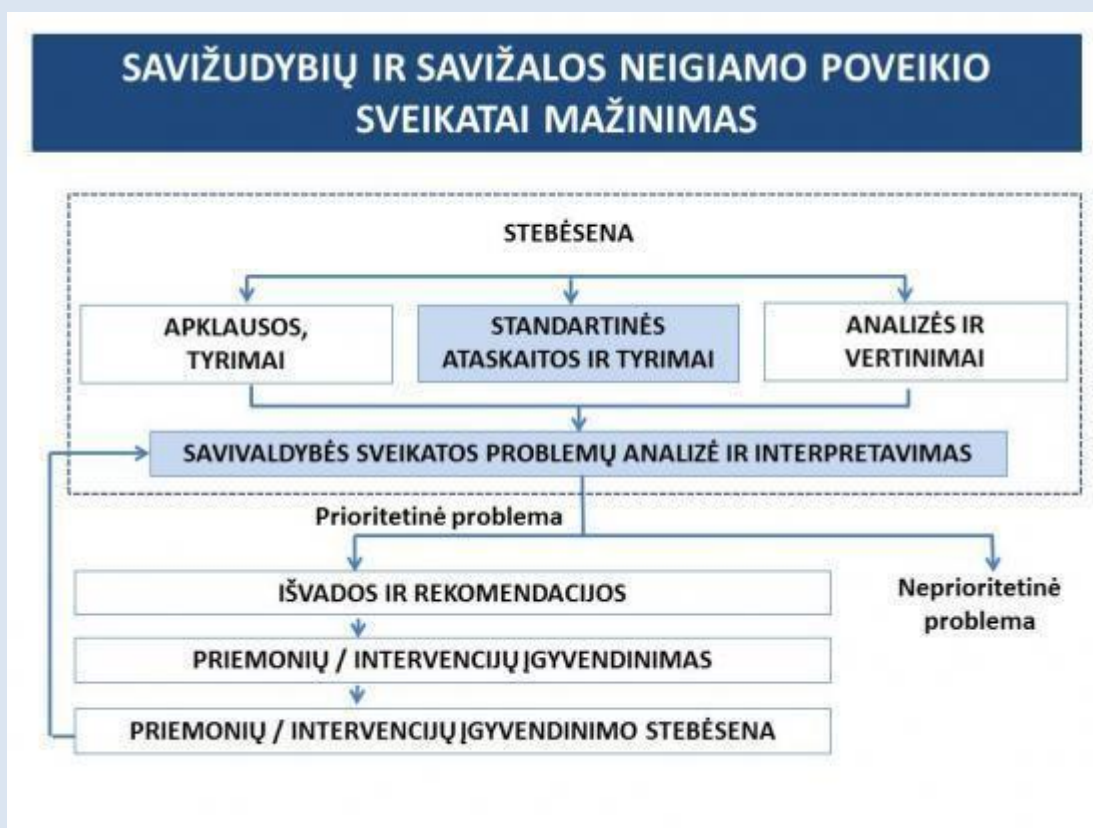 SAVIŽUDYBIŲ IR SAVIŽALOS NEIGIAMO POVEIKIO
SVEIKATAI MAŽINIMAS
STEBĖSENA
APKLAUSOS,
TYRIMAI
STANDARTINĖS
ATASKAITOS IR TYRIMAI
ANALIZĖS IR
VERTINIMAI
SAVIVALDYBĖS SVEIKATOS PROBLEMŲ ANALIZĖ IR INTERPRETAVIMAS
Prioritetinė problema
IŠVADOS IR REKOMENDACIJOS
Neprioritetinė
problema
PRIEMONIŲ / INTERVENCIJŲ ĮGYVENDINIMAS
PRIEMONIŲ / INTERVENCIJŲ ĮGYVENDINIMO STEBĖSENA